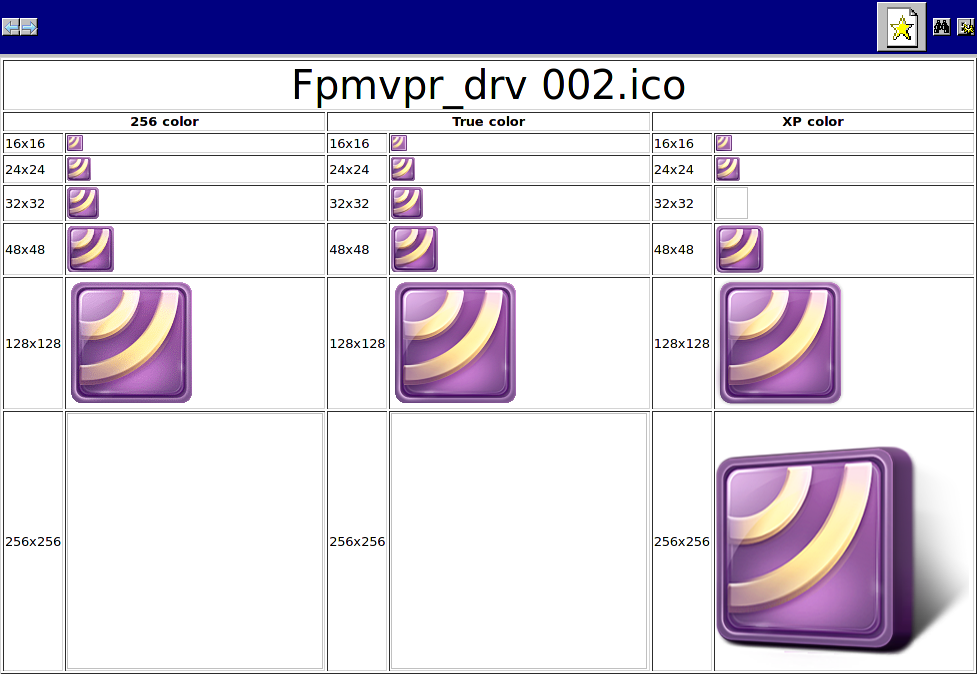 Fpmvpr_drv 002.ico
256 color True color XP color
16x16 16x16 16x16
24x24 24x24 24x24
32x32 32x32 32x32
48x48 48x48 48x48
128x128 128x128 128x128
256x256 256x256 256x256